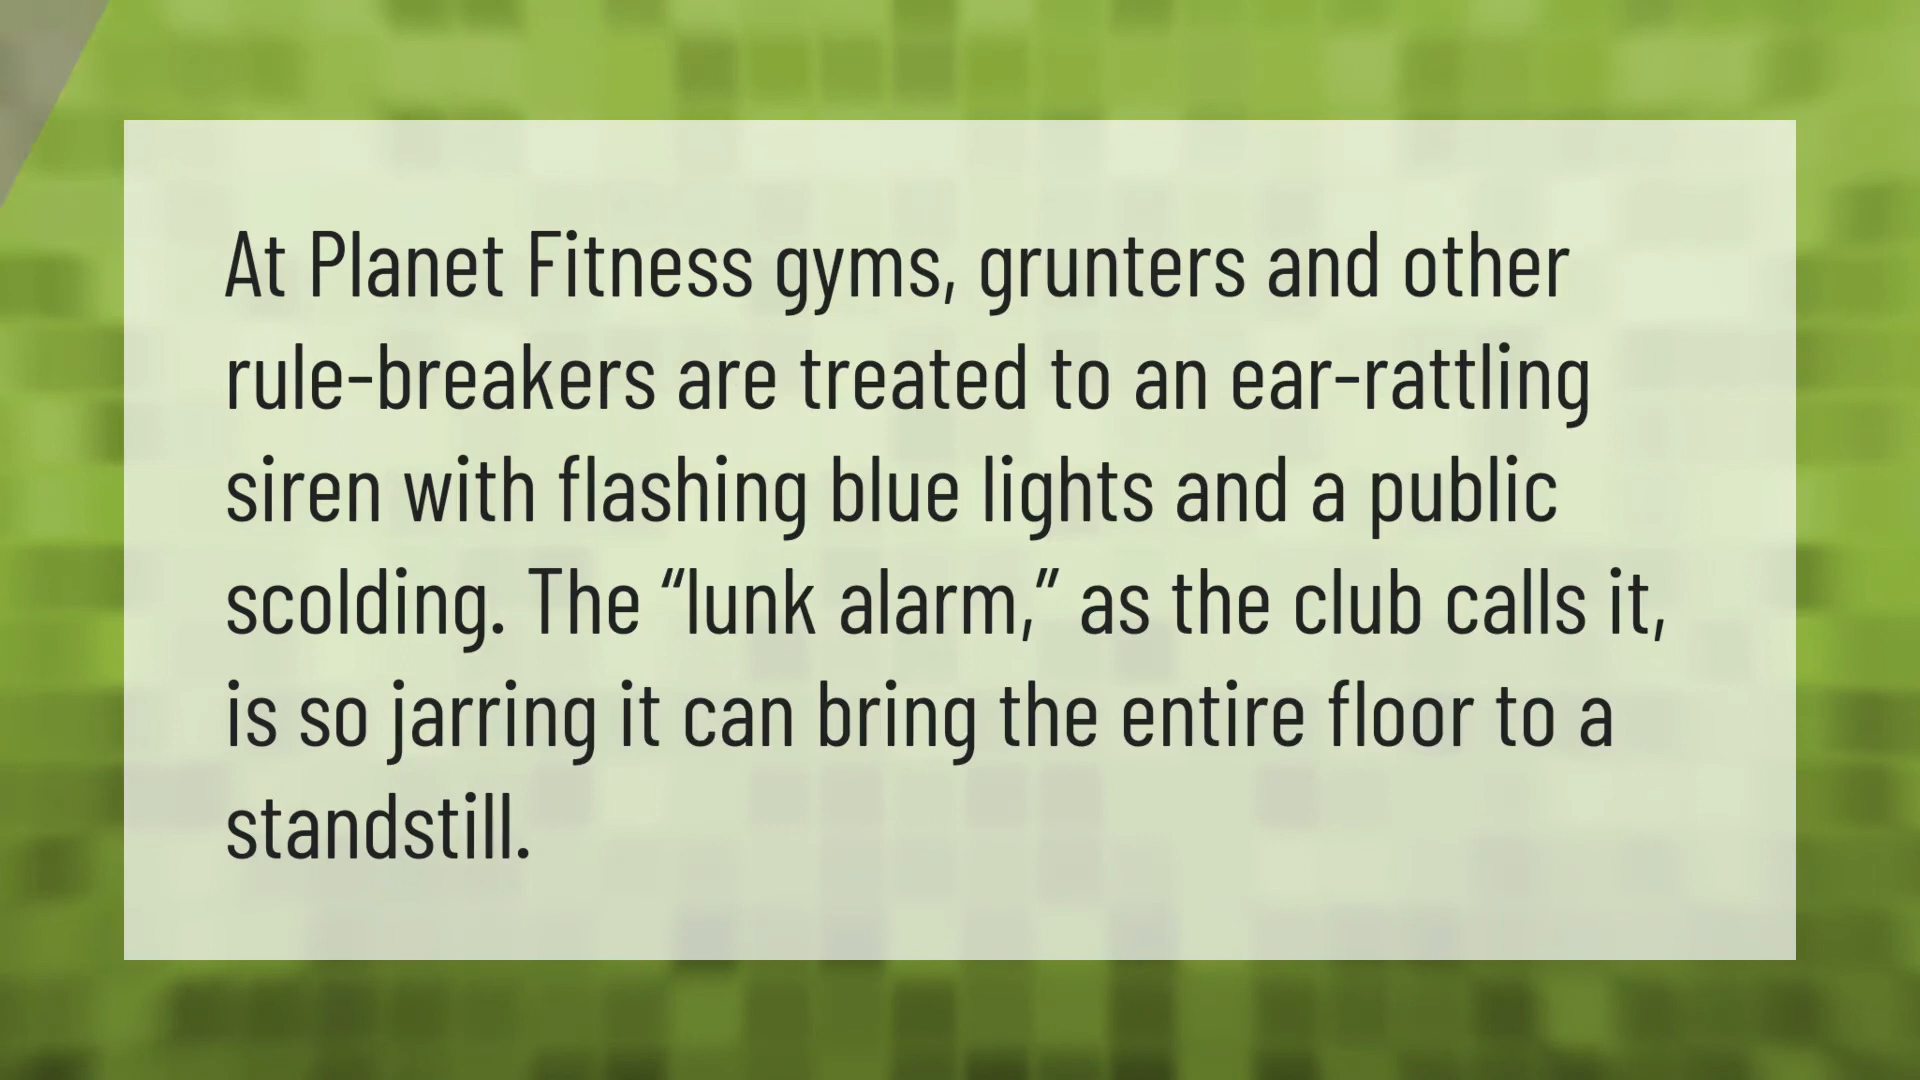 At Planet Fitness gyms, grunters and other
rule-breakers are treated to an ear-rattling
siren with flashing blue lights and a public
scolding. The “lunk alarm,” as the club calls it,
is so jarring it can bring the entire floor to a
standstill.